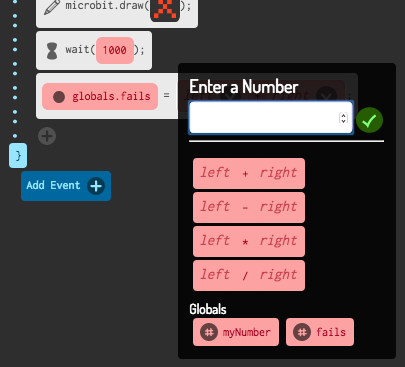 microbit.draw( );
wait( 1000 );
globals.fails =
}
Add Event +
Enter a Number
left + right
left - right
left * right
left / right
Globals
# myNumber # fails